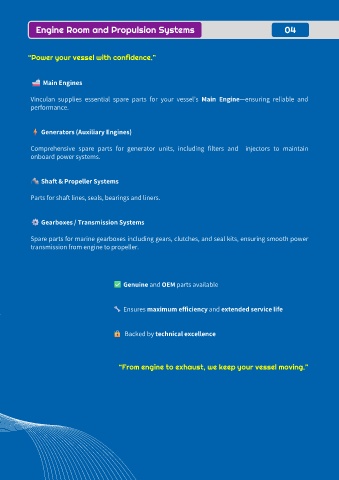 Engine Room and Propulsion Systems 04
"Power your vessel with confidence."
Main Engines
Vinculan supplies essential spare parts for your vessel's Main Engine—ensuring reliable and
performance.
Generators (Auxiliary Engines)
Comprehensive spare parts for generator units, including filters and injectors to maintain
onboard power systems.
Shaft & Propeller Systems
Parts for shaft lines, seals, bearings and liners.
Gearboxes / Transmission Systems
Spare parts for marine gearboxes including gears, clutches, and seal kits, ensuring smooth power
transmission from engine to propeller.
Genuine and OEM parts available
Ensures maximum efficiency and extended service life
Backed by technical excellence
"From engine to exhaust, we keep your vessel moving."